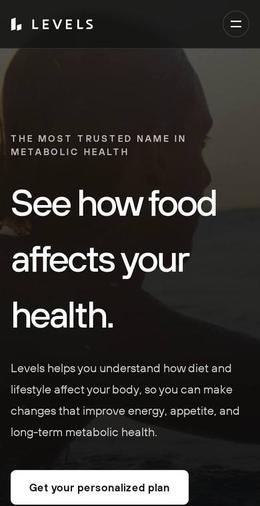 LEVELS
THE MOST TRUSTED NAME IN
METABOLIC HEALTH
See how food
affects your
health.
Levels helps you understand how diet and
lifestyle affect your body, so you can make
changes that improve energy, appetite, and
long-term metabolic health.
Get your personalized plan